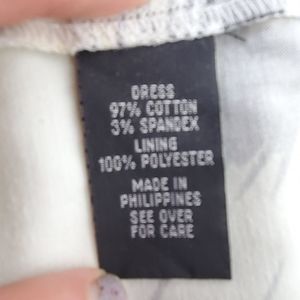 DRESS
97% COTTON
3% SPANDEX
LINING
100% POLYESTER
MADE IN
PHILIPPINES
SEE OVER
FOR CARE